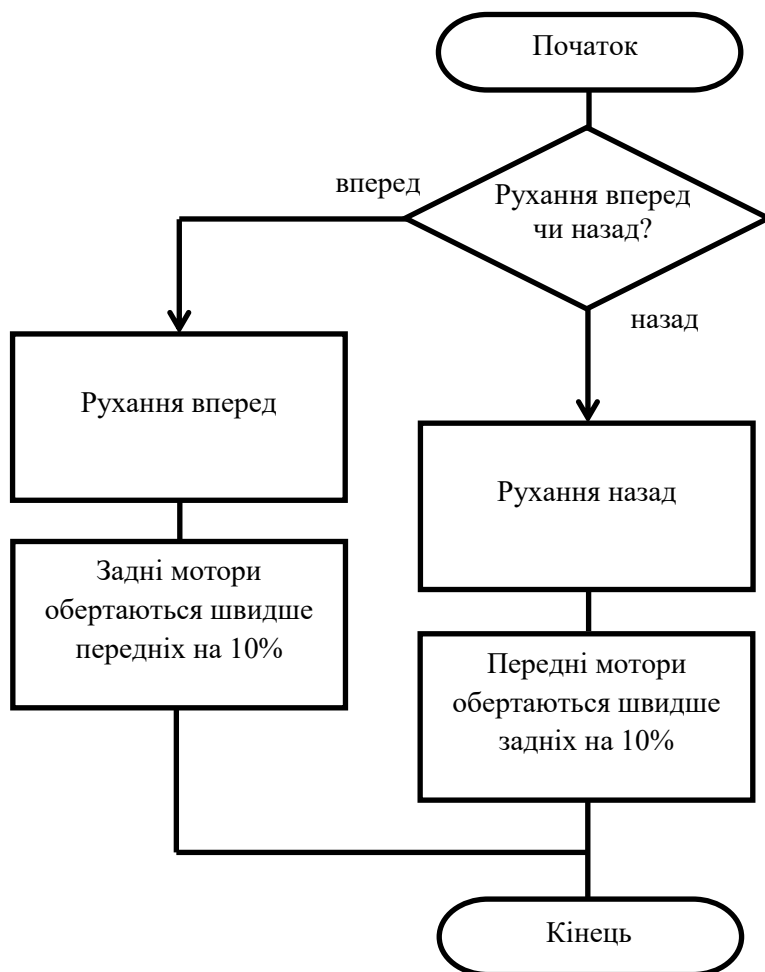 Початок
Рухання вперед
чи назад?
вперед
назад
Рухання вперед
Задні мотори
обертаються швидше
передніх на 10%
Рухання назад
Передні мотори
обертаються швидше
задніх на 10%
Кінець